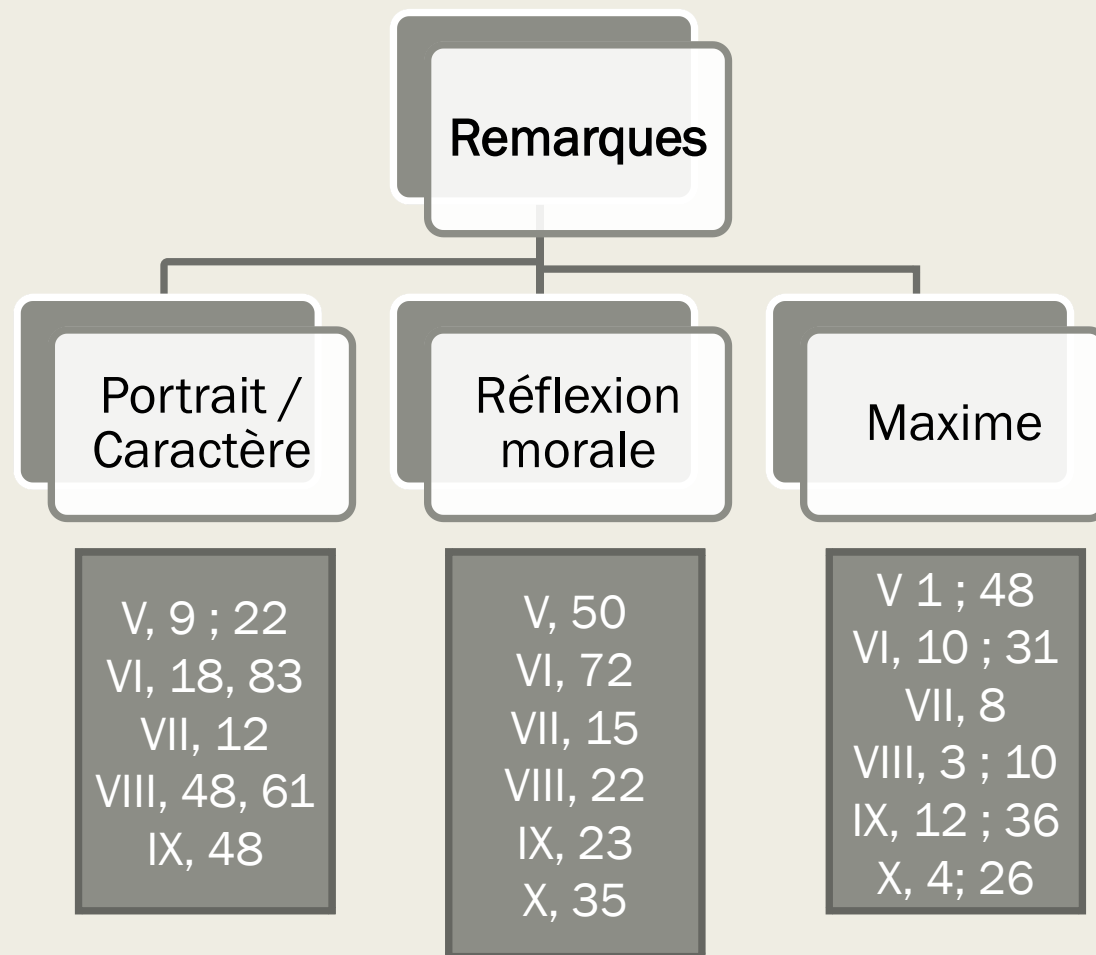 Remarques
Portrait /
Caractère
Réflexion
morale
Maxime
V, 9 ; 22
VI, 18, 83
VII, 12
VIII, 48, 61
IX, 48
V, 50
VI, 72
VII, 15
VIII, 22
IX, 23
X, 35
V 1 ; 48
VI, 10 ; 31
VII, 8
VIII, 3 ; 10
IX, 12 ; 36
X, 4; 26